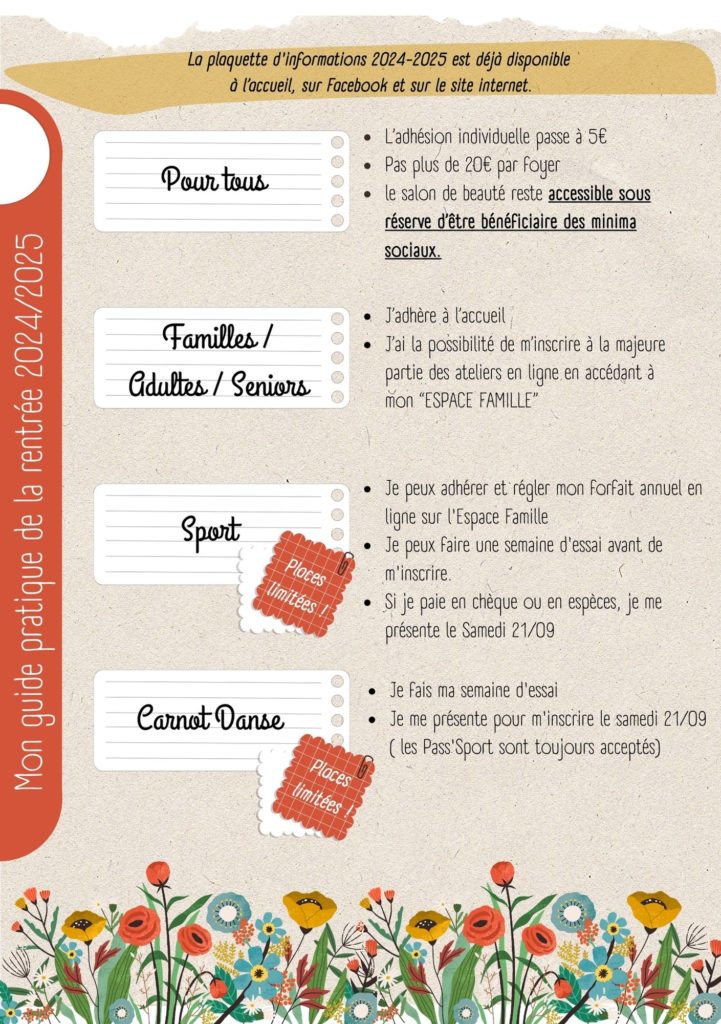 La plaquette d'informations 2024-2025 est déjà disponible
à l'accueil, sur Facebook et sur le site internet.
Mon guide pratique de la rentrée 2024/2025
Pour tous
• L'adhésion individuelle passe à 5€
• Pas plus de 20€ par foyer
• le salon de beauté reste accessible sous
réserve d'être bénéficiaire des minima
sociaux.
Familles /
Adultes / Seniors
• J'adhère à l'accueil
• J'ai la possibilité de m'inscrire à la majeure
partie des ateliers en ligne en accédant à
mon "ESPACE FAMILLE"
Sport
Places
limitées !
• Je peux adhérer et régler mon forfait annuel en
ligne sur l'Espace Famille
• Je peux faire une semaine d'essai avant de
m'inscrire.
• Si je paie en chèque ou en espèces, je me
présente le Samedi 21/09
Carnot Danse
Places
limitées !
• Je fais ma semaine d'essai
• Je me présente pour m'inscrire le samedi 21/09
( les Pass'Sport sont toujours acceptés)